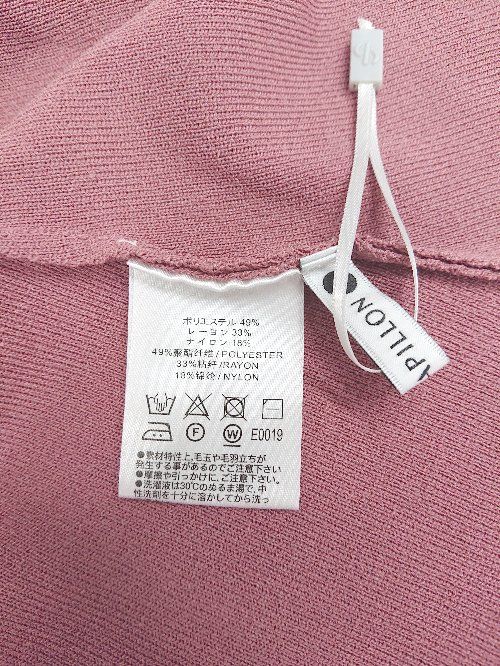 ポリエステル 49%
レーヨン 33%
ナイロン 18%
49%聚酯纤维/POLYESTER
33%粘纤/RAYON
18%锦纶/NYLON
F
W
E0019
●素材特性上,毛玉や毛羽立ちが
発生する事があるのでご注意下さい
●摩擦や引っかけに,ご注意下さい
●洗濯液は30℃のぬるま湯で,中
性洗剤を十分に溶かしてから洗っ
APILLON